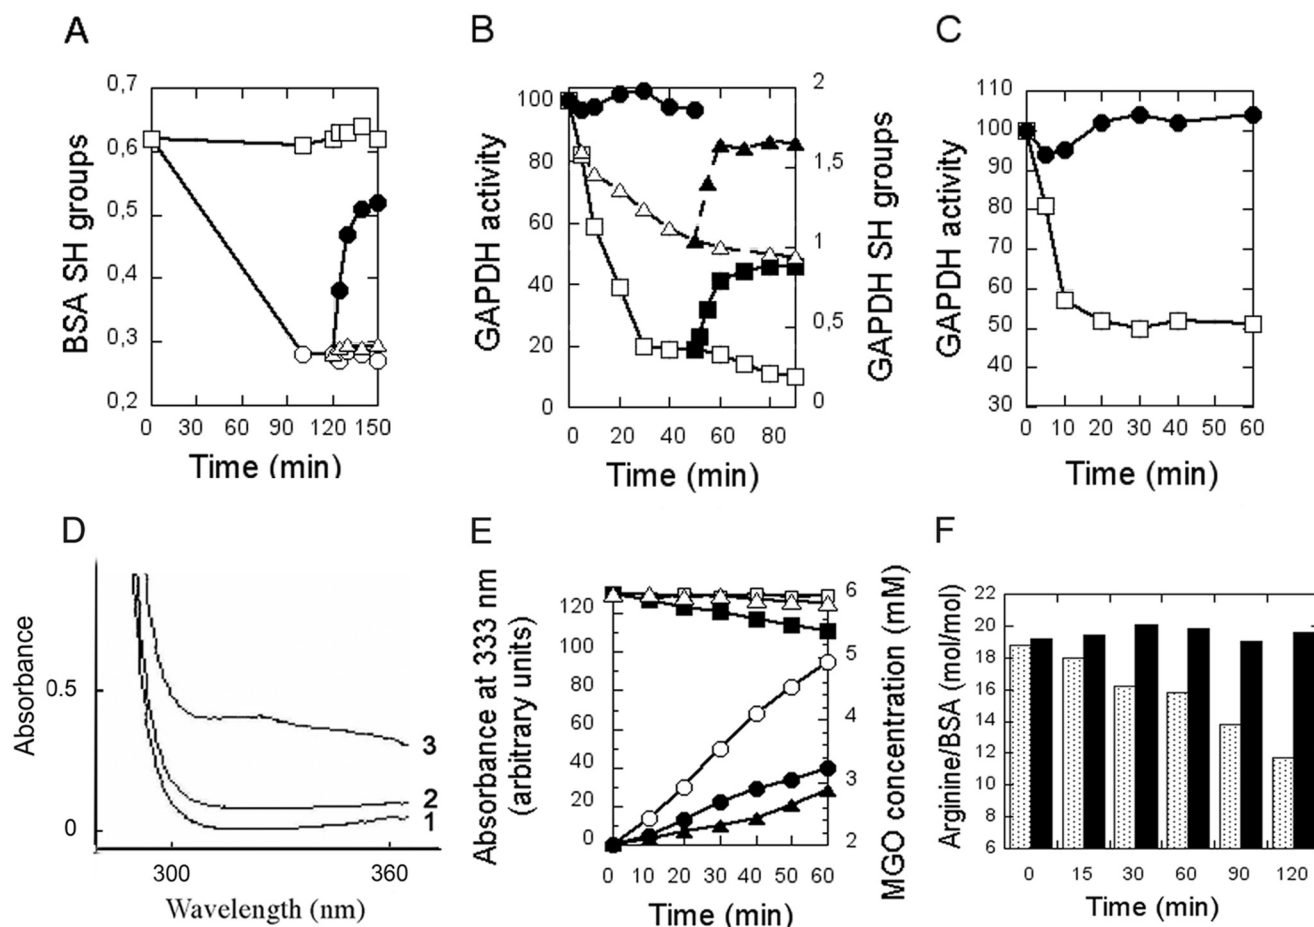 A
BSA SH groups
0,7
0,6
0,5
0,4
0,3
0,2
0 30 60 90 120 150
Time (min)
B
GAPDH activity
100
80
60
40
20
0
GAPDH SH groups
2
1,5
1
0,5
0
0 20 40 60 80
Time (min)
C
GAPDH activity
110
100
90
80
70
60
50
40
30
0 10 20 30 40 50 60
Time (min)
D
Absorbance
0.5
0
3
2
1
300 360
Wavelength (nm)
E
Absorbance at 333 nm
(arbitrary units)
120
100
80
60
40
20
0
MGO concentration (mM)
6
5
4
3
2
0 10 20 30 40 50 60
Time (min)
F
Arginine/BSA (mol/mol)
22
20
18
16
14
12
10
8
6
0 15 30 60 90 120
Time (min)